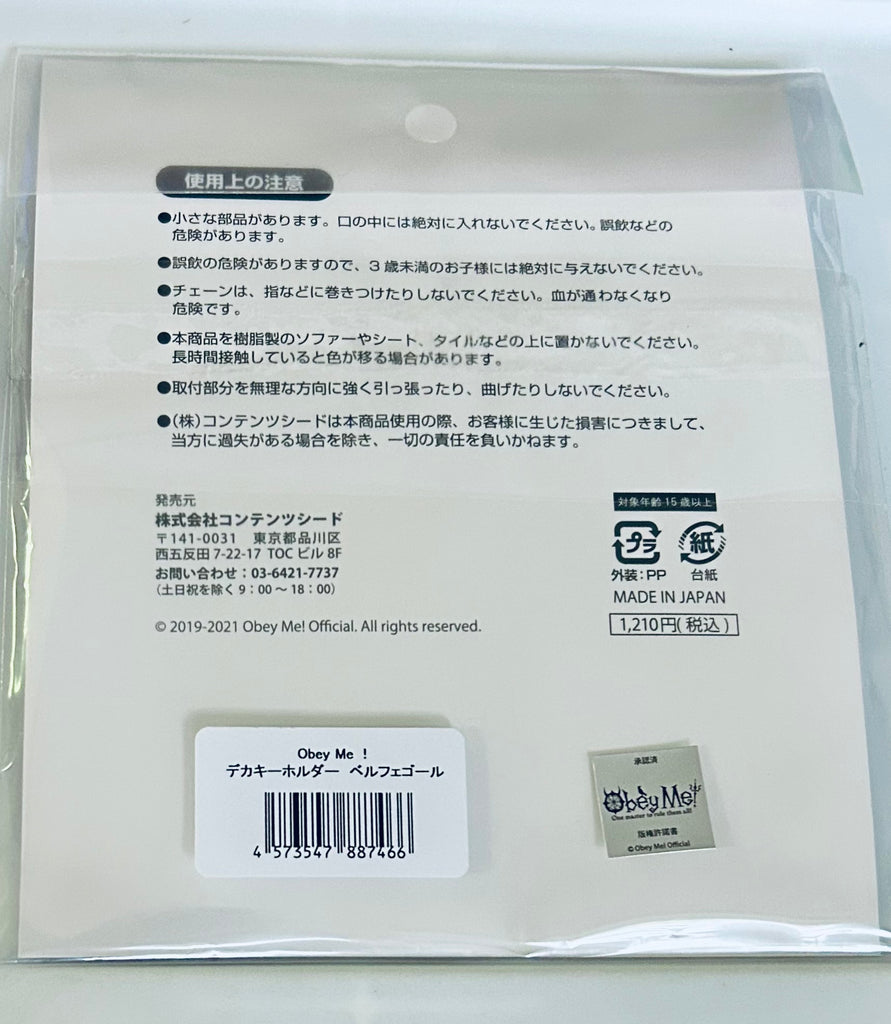 使用上の注意
●小さな部品があります。口の中には絶対に入れないでください。誤飲などの
危険があります。
●誤飲の危険がありますので、3歳未満のお子様には絶対に与えないでください。
●チェーンは、指などに巻きつけたりしないでください。血が通わなくなり
危険です。
●本商品を樹脂製のソファーやシート、タイルなどの上に置かないでください。
長時間接触していると色が移る場合があります。
●取付部分を無理な方向に強く引っ張ったり、曲げたりしないでください。
●(株)コンテンツシードは本商品使用の際、お客様に生じた損害につきまして、
当方に過失がある場合を除き、一切の責任を負いかねます。
発売元
株式会社コンテンツシード
〒141-0031 東京都品川区
西五反田 7-22-17 TOC ビル 8F
お問い合わせ:03-6421-7737
(土日祝を除く 9:00 〜 18:00)
© 2019-2021 Obey Me! Official. All rights reserved.
対象年齢 15 歳以上
プラ 紙
外装:PP 台紙
MADE IN JAPAN
1,210円(税込)
Obey Me !
デカキーホルダー ベルフェゴール
4 573547 887466
承認済
Obey Me!
One master to rule them all!
版権許諾書
© Obey Me! Official